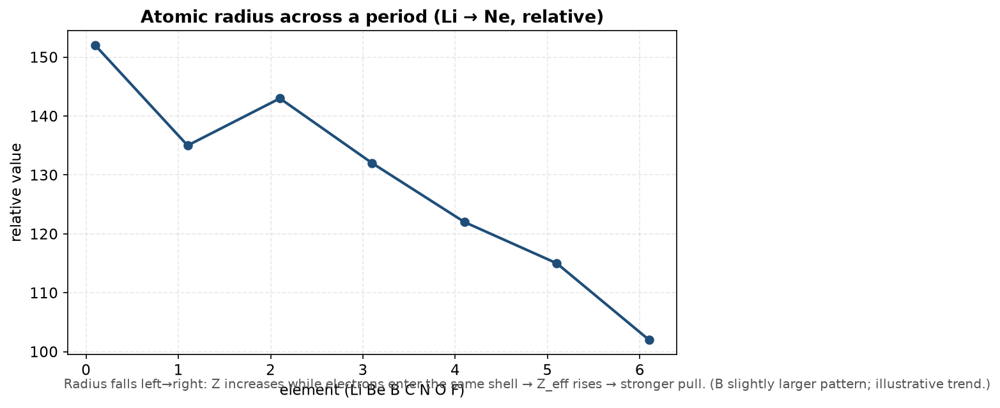 Atomic radius across a period (Li → Ne, relative)
relative value
150
140
130
120
110
100
0 1 2 3 4 5 6
element (Li Be B C N O F)
Radius falls left→right: Z increases while electrons enter the same shell → Z_eff rises → stronger pull. (B slightly larger pattern; illustrative trend.)